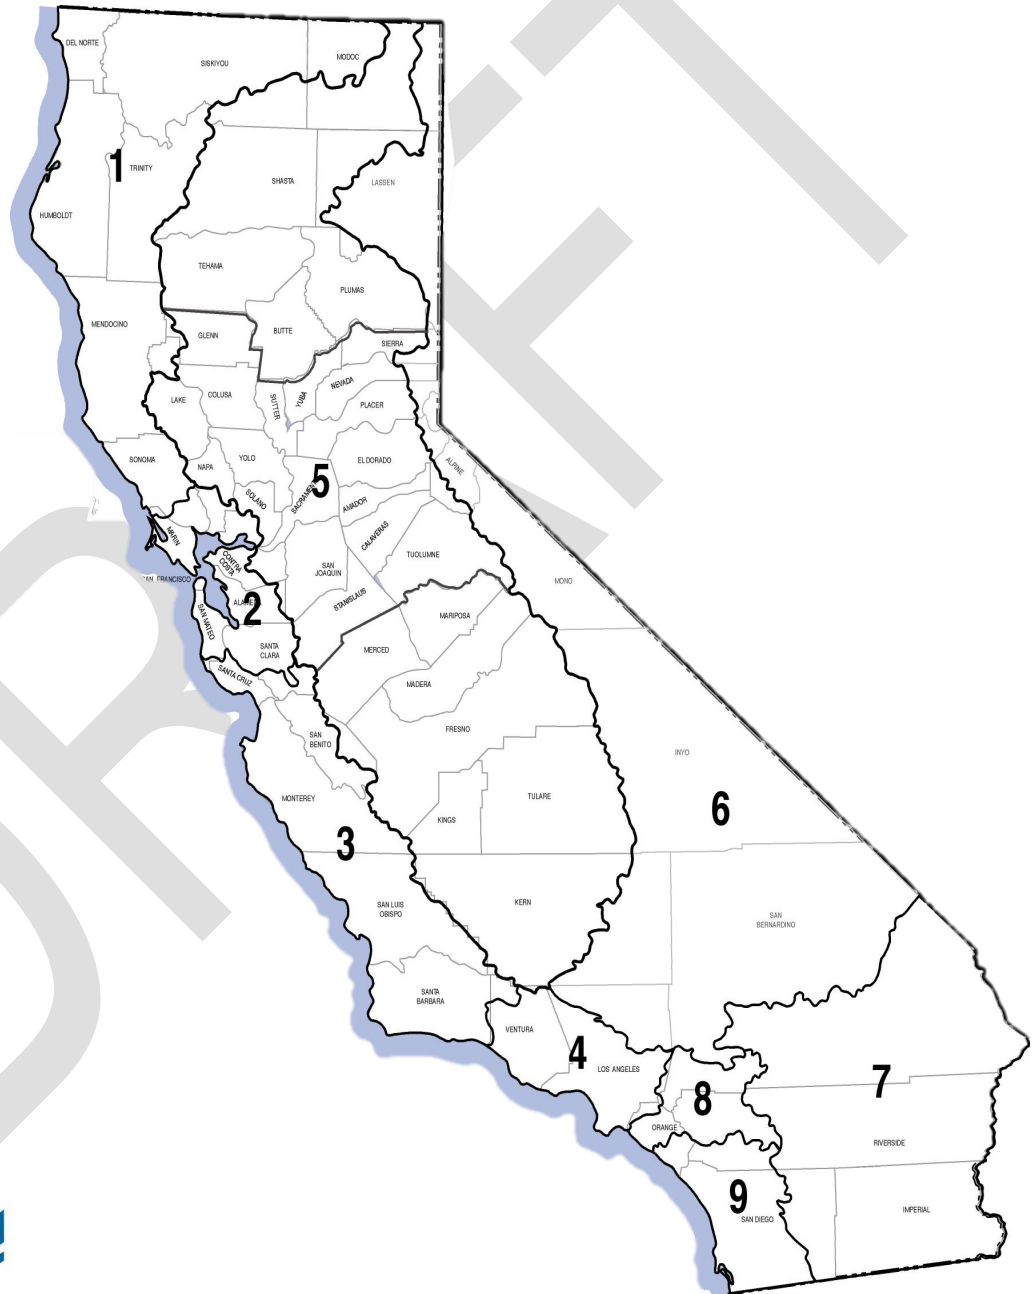 DEL NORTE
SISKIYOU
MODOC
1
TRINITY
SHASTA
LASSEN
HUMBOLDT
TEHAMA
PLUMAS
MENDOCINO
GLENN
BUTTE
SIERRA
LAKE
COLUSA
SUTTER
YUBA
NEVADA
PLACER
SONOMA
NAPA
YOLO
SOLANO
5
SACRAMEN
EL DORADO
ALPINE
AMADOR
CALAVERAS
TUOLUMNE
MARIN
CONTRA
COSTA
SAN
JOAQUIN
STANISLAUS
AN FRANCISCO
MONO
2
SAN MATEO
SANTA
CLARA
MARIPOSA
MERCED
SANTA CRUZ
MADERA
SAN
BENITO
FRESNO
INYO
MONTEREY
TULARE
KINGS
6
3
SAN LUIS
OBISPO
KERN
SAN
BERNARDINO
SANTA
BARBARA
VENTURA
4
LOS ANGELES
7
8
ORANGE
RIVERSIDE
9
SAN DIEGO
IMPERIAL
DRAFT